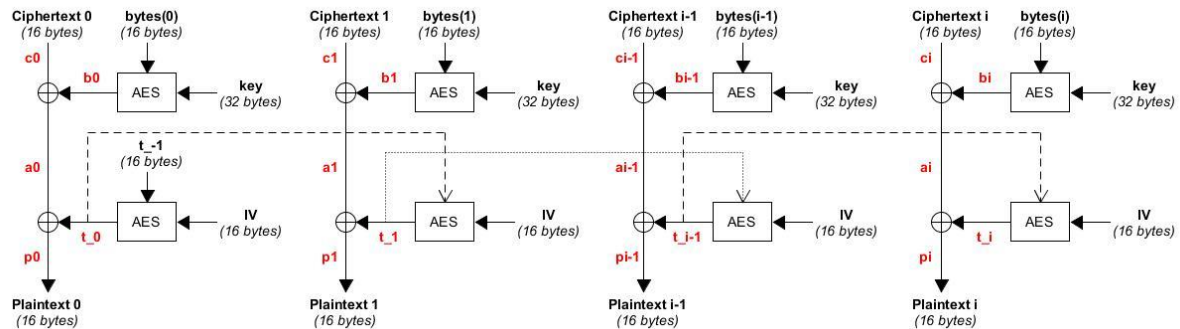 Ciphertext 0
(16 bytes)
bytes(0)
(16 bytes)
Ciphertext 1
(16 bytes)
bytes(1)
(16 bytes)
Ciphertext i-1
(16 bytes)
bytes(i-1)
(16 bytes)
Ciphertext i
(16 bytes)
bytes(i)
(16 bytes)
c0
b0
AES
key
(32 bytes)
c1
b1
AES
key
(32 bytes)
ci-1
bi-1
AES
key
(32 bytes)
ci
bi
AES
key
(32 bytes)
t_-1
(16 bytes)
a0
a1
ai-1
ai
t_0
AES
IV
(16 bytes)
t_1
AES
IV
(16 bytes)
t_i-1
AES
IV
(16 bytes)
t_i
AES
IV
(16 bytes)
p0
p1
pi-1
pi
Plaintext 0
(16 bytes)
Plaintext 1
(16 bytes)
Plaintext i-1
(16 bytes)
Plaintext i
(16 bytes)